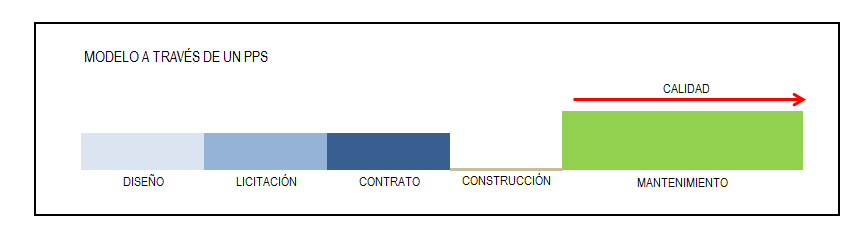 MODELO A TRAVÉS DE UN PPS
CALIDAD
DISEÑO
LICITACIÓN
CONTRATO
CONSTRUCCIÓN
MANTENIMIENTO